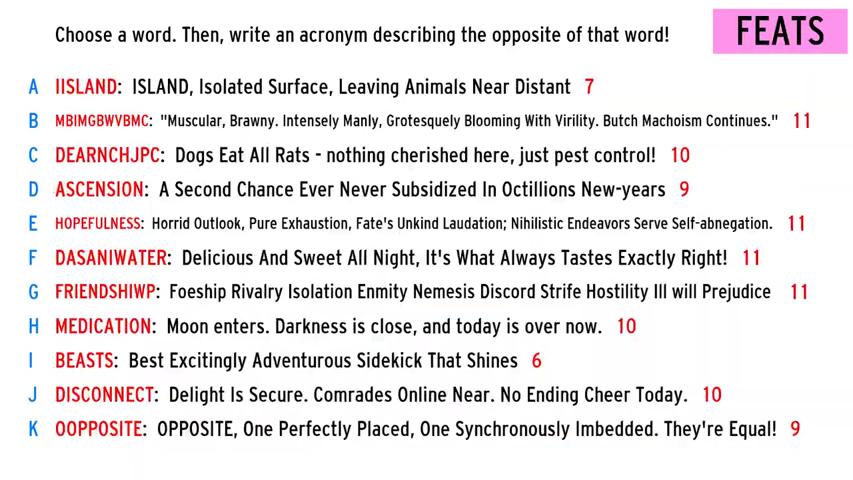 Choose a word. Then, write an acronym describing the opposite of that word!
FEATS
A IISLAND: ISLAND, Isolated Surface, Leaving Animals Near Distant 7
B MBIMGBWVBMC: "Muscular, Brawny. Intensely Manly, Grotesquely Blooming With Virility. Butch Machoism Continues." 11
C DEARNCHJPC: Dogs Eat All Rats - nothing cherished here, just pest control! 10
D ASCENSION: A Second Chance Ever Never Subsidized In Octillions New-years 9
E HOPEFULNESS: Horrid Outlook, Pure Exhaustion, Fate's Unkind Laudation; Nihilistic Endeavors Serve Self-abnegation. 11
F DASANIWATER: Delicious And Sweet All Night, It's What Always Tastes Exactly Right! 11
G FRIENDSHIWP: Foeship Rivalry Isolation Enmity Nemesis Discord Strife Hostility Ill will Prejudice 11
H MEDICATION: Moon enters. Darkness is close, and today is over now. 10
I BEASTS: Best Excitingly Adventurous Sidekick That Shines 6
J DISCONNECT: Delight Is Secure. Comrades Online Near. No Ending Cheer Today. 10
K OOPPOSITE: OPPOSITE, One Perfectly Placed, One Synchronously Imbedded. They're Equal! 9